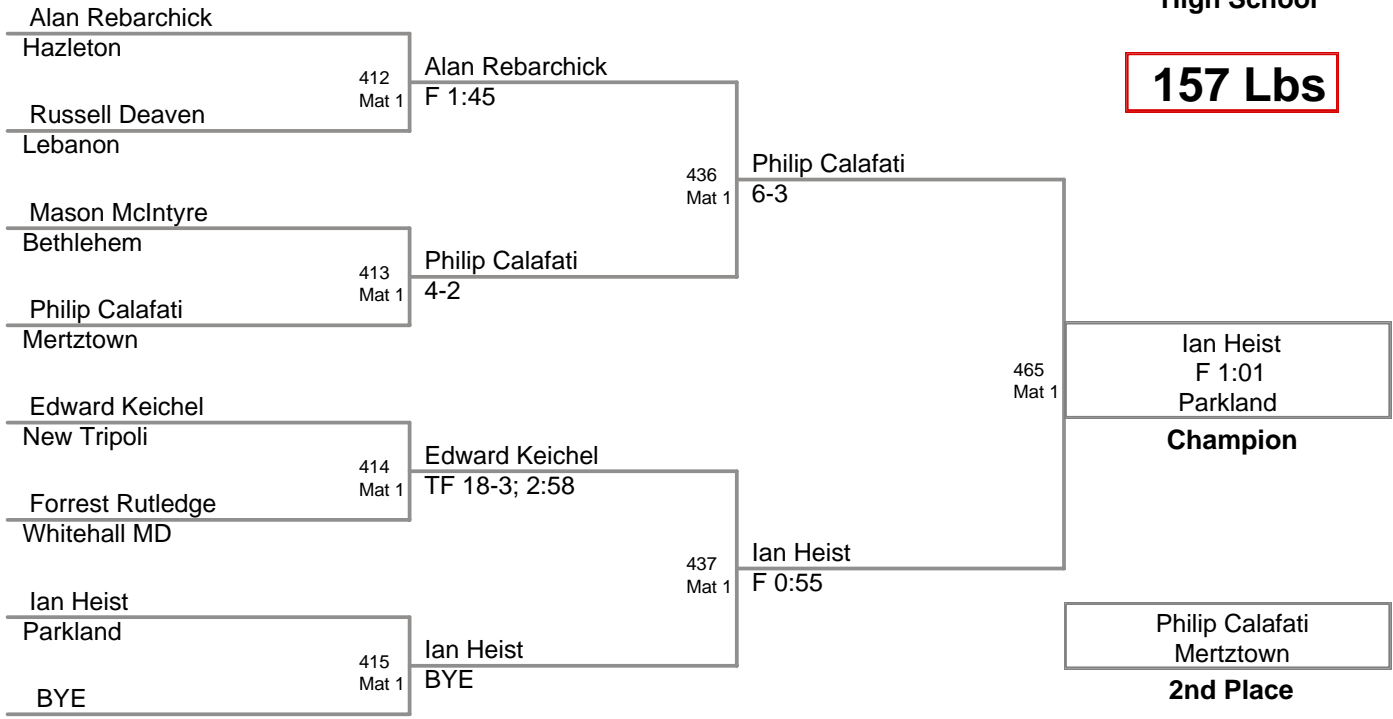 High School
157 Lbs
Alan Rebarchick
Hazleton
412
Mat 1
Alan Rebarchick
F 1:45
Russell Deaven
Lebanon
436
Mat 1
Philip Calafati
6-3
Mason McIntyre
Bethlehem
413
Mat 1
Philip Calafati
4-2
Philip Calafati
Mertztown
465
Mat 1
Ian Heist
F 1:01
Parkland
Champion
Edward Keichel
New Tripoli
414
Mat 1
Edward Keichel
TF 18-3; 2:58
Forrest Rutledge
Whitehall MD
437
Mat 1
Ian Heist
F 0:55
Ian Heist
Parkland
415
Mat 1
Ian Heist
BYE
BYE
Philip Calafati
Mertztown
2nd Place